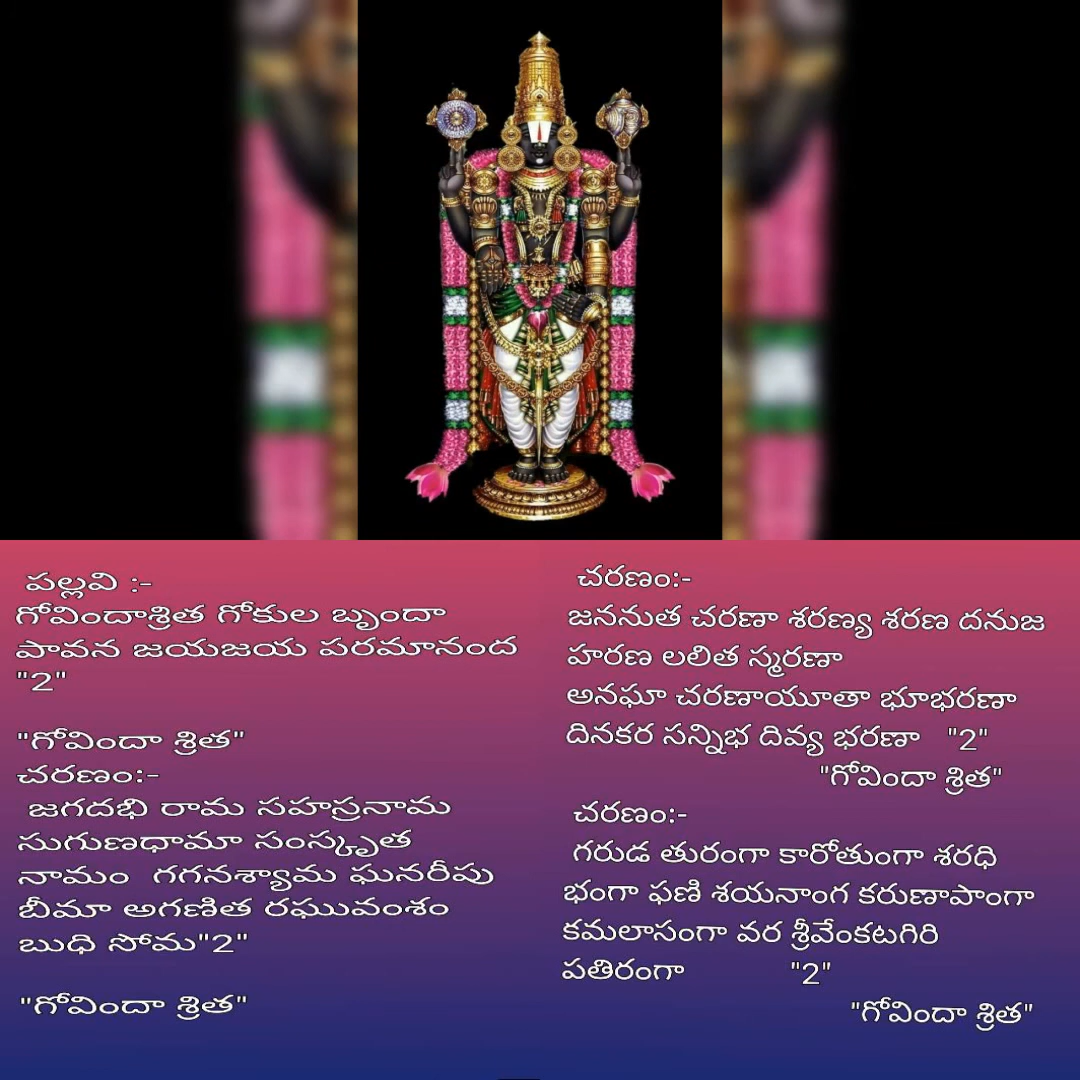 పల్లవి :-
గోవిందాశ్రిత గోకుల బృందా
పావన జయజయ పరమానంద
"2"
"గోవిందా శ్రిత"
చరణం:-
జగదభి రామ సహస్రనామ
సుగుణధామా సంస్కృత
నామం గగనశ్యామ ఘనరీపు
బీమా అగణిత రఘువంశం
బుధి సోమ"2"
"గోవిందా శ్రిత"
చరణం:-
జననుత చరణా శరణ్య శరణ దనుజ
హరణ లలిత స్మరణా
అనఘా చరణాయూతా భూభరణా
దినకర సన్నిభ దివ్య భరణా "2"
"గోవిందా శ్రిత"
చరణం:-
గరుడ తురంగా కారోతుంగా శరధి
భంగా ఫణి శయనాంగ కరుణాపాంగా
కమలాసంగా వర శ్రీవేంకటగిరి
పతిరంగా "2"
"గోవిందా శ్రిత"